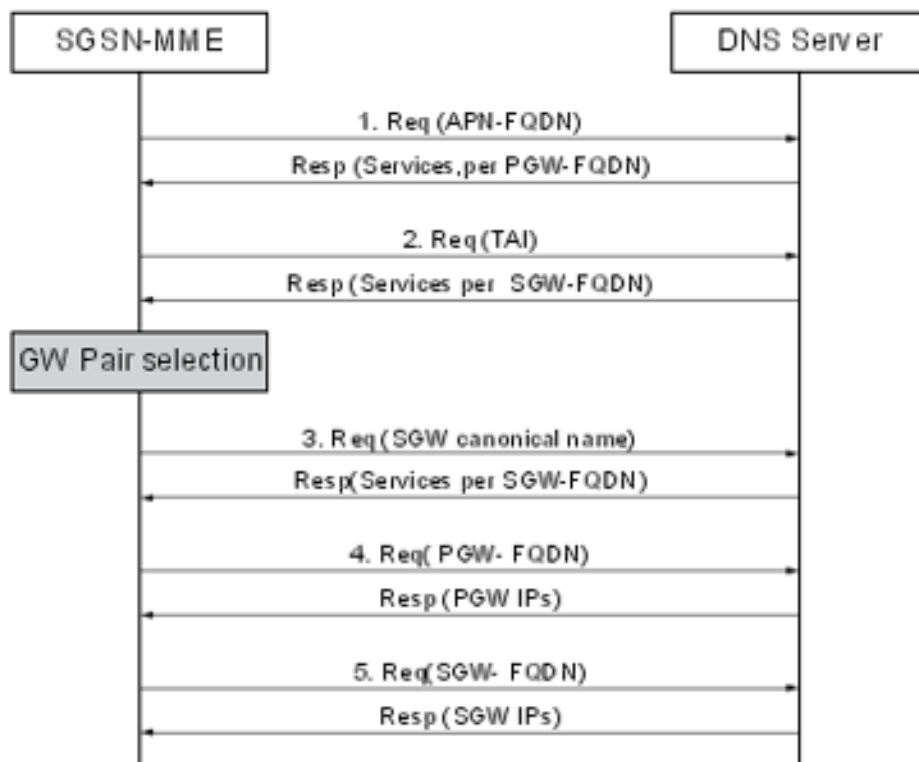 SGSN-MME
DNS Server
1. Req (APN-FQDN)
Resp (Services,per PGW-FQDN)
2. Req (TAI)
Resp (Services per SGW-FQDN)
GW Pair selection
3. Req (SGW canonical name)
Resp(Services per SGW-FQDN)
4. Req( PGW- FQDN)
Resp (PGW IPs)
5. Req(SGW- FQDN)
Resp (SGW IPs)